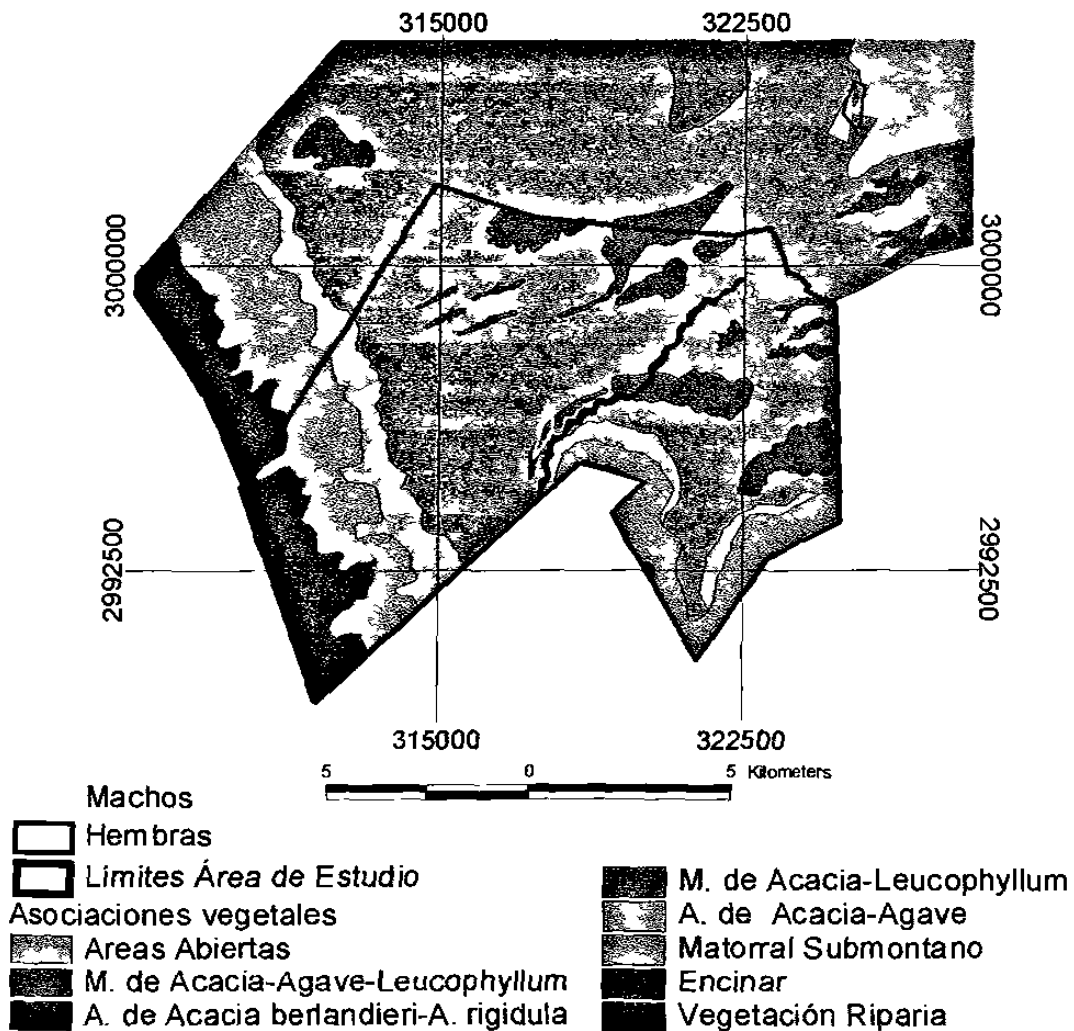 315000 322500
3000000 3000000
2992500 2992500
315000 322500
5 0 5 Kilometers
Machos
Hembras
Limites Área de Estudio
Asociaciones vegetales
Areas Abiertas
M. de Acacia-Agave-Leucophyllum
A. de Acacia berlandieri-A. rigidula
M. de Acacia-Leucophyllum
A. de Acacia-Agave
Matorral Submontano
Encinar
Vegetación Riparia